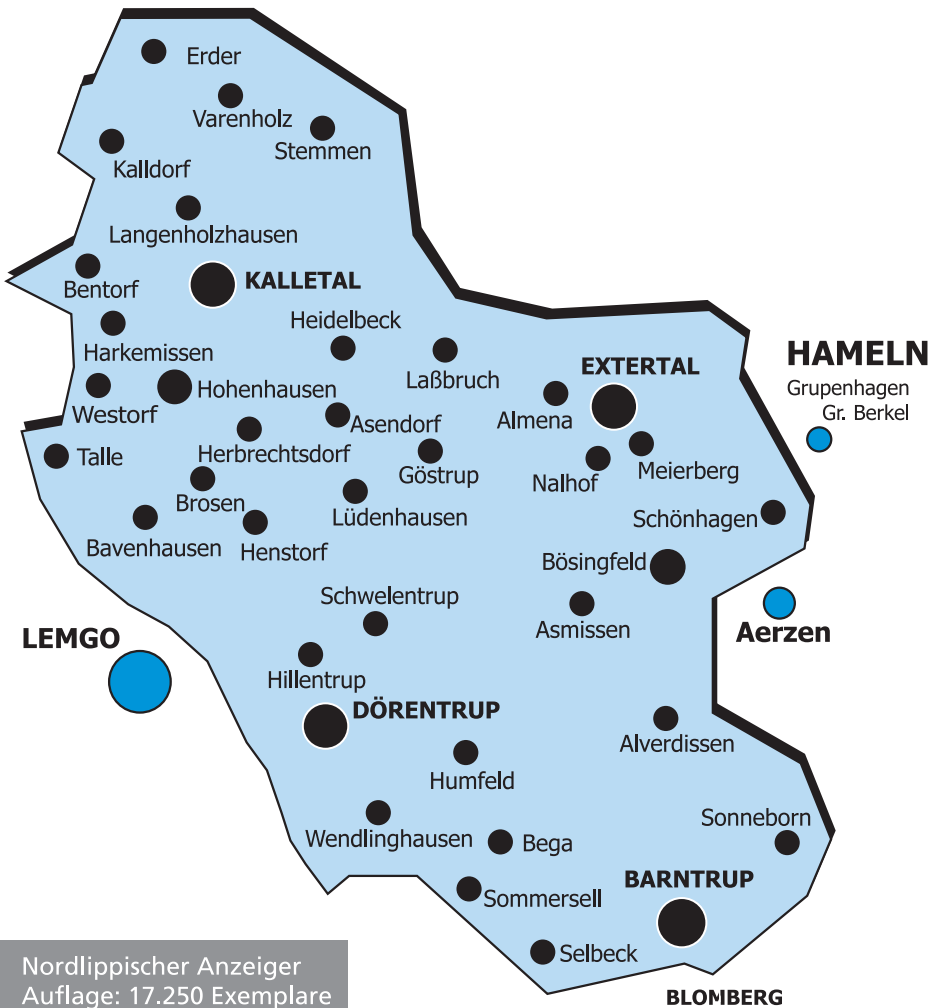 Erder
Varenholz
Stemmen
Kalldorf
Langenholzhausen
KALLETAL
Bentorf
Heidelbeck
Harkemissen
Laßbruch
HAMELN
EXTERTAL
Grupenhagen
Gr. Berkel
Hohenhausen
Westorf
Almena
Asendorf
Talle
Herbrechtsdorf
Göstrup
Nalhof
Meierberg
Brosen
Lüdenhausen
Schönhagen
Bavenhausen
Henstorf
Bösingfeld
Schwelentrup
Asmissen
Aerzen
LEMGO
Hillentrup
DÖRENTRUP
Alverdissen
Humfeld
Sonneborn
Wendlinghausen
Bega
BARNTRUP
Sommersell
Selbeck
Nordlippischer Anzeiger
Auflage: 17.250 Exemplare
BLOMBERG